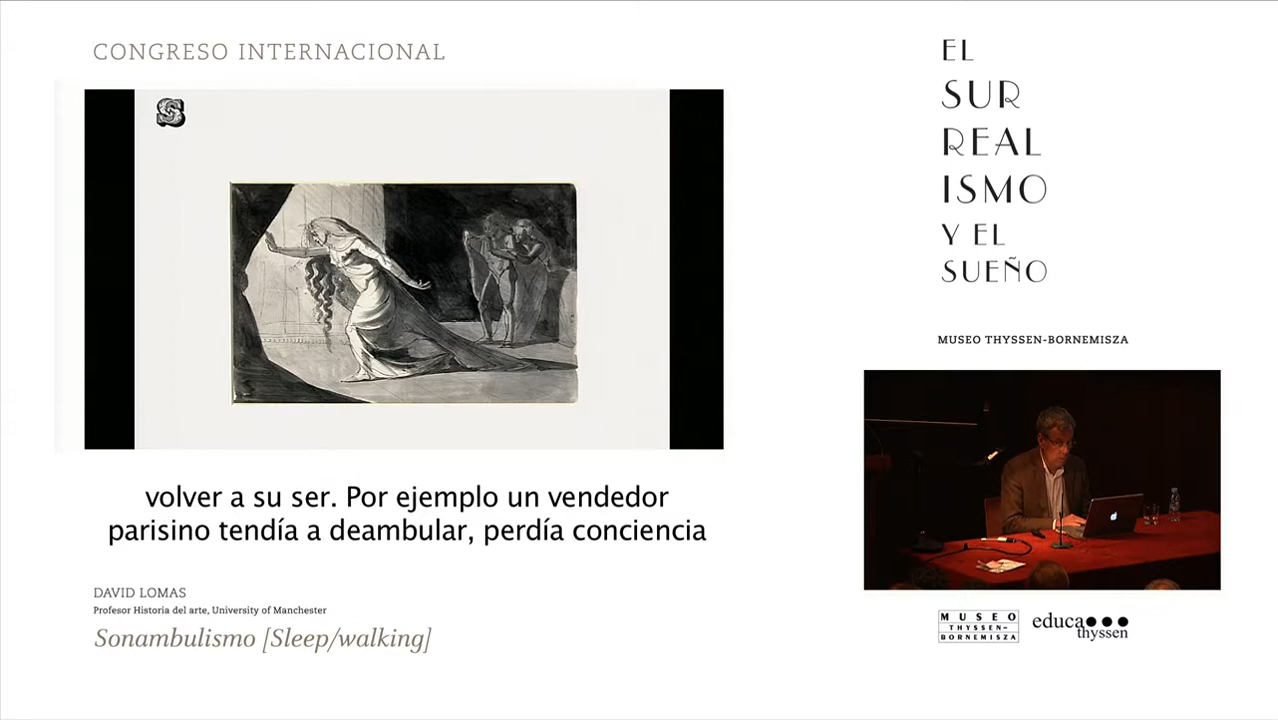 CONGRESO INTERNACIONAL
S
EL
SUR
REAL
ISMO
Y EL
SUEÑO
MUSEO THYSSEN-BORNEMISZA
volver a su ser. Por ejemplo un vendedor
parisino tendía a deambular, perdía conciencia
DAVID LOMAS
Profesor Historia del arte, University of Manchester
Sonambulismo [Sleep/walking]
MUSEO
THYSSEN-
BORNEMISZA
educa
thyssen